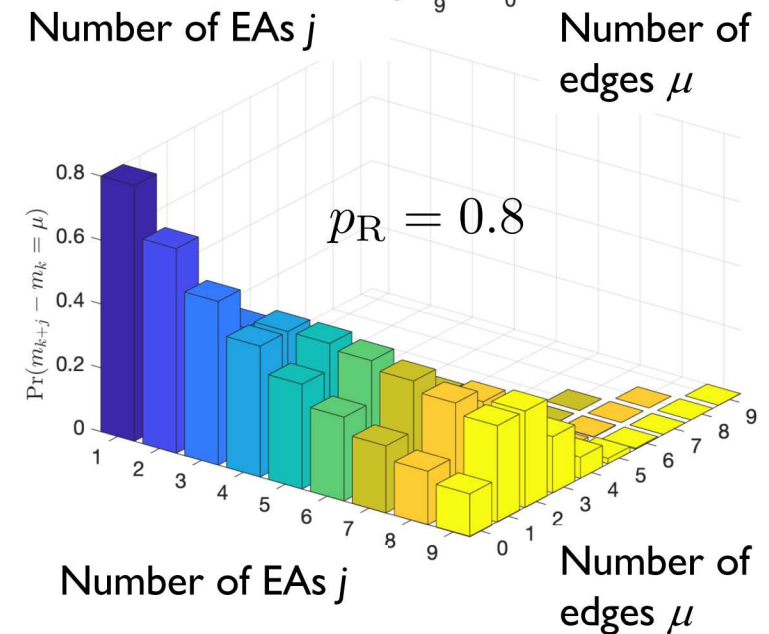 9 0
Number of EAs j
Number of
edges μ
0.8
0.6
0.4
0.2
0
Pr(m_{k+j} − m_k = μ)
p_R = 0.8
1 2 3 4 5 6 7 8 9
0 1 2 3 4 5 6 7 8 9
Number of EAs j
Number of
edges μ